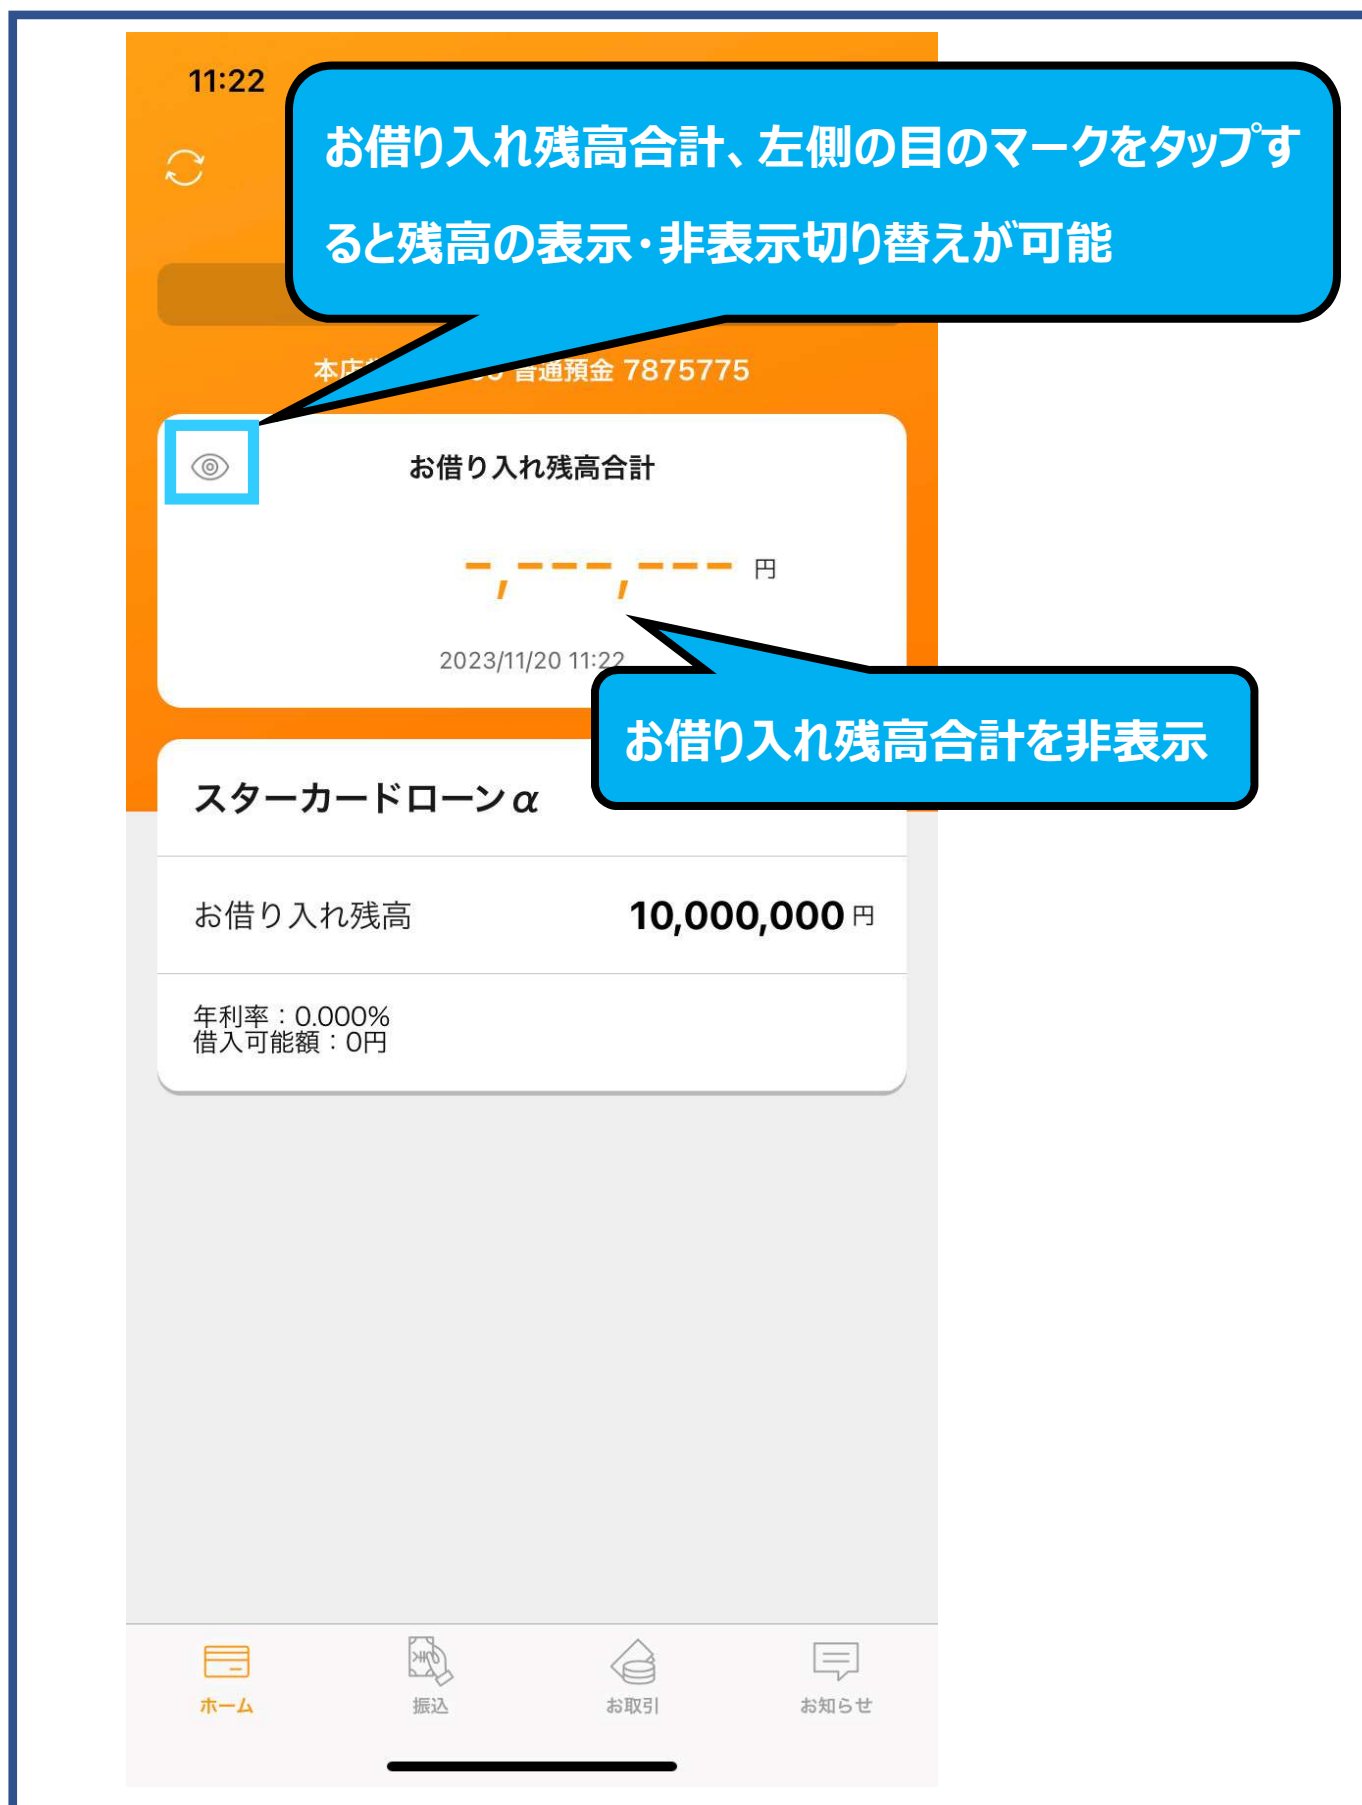 11:22
お借り入れ残高合計、左側の目のマークをタップす
ると残高の表示・非表示切り替えが可能
本店 普通預金 7875775
お借り入れ残高合計
-,---,--- 円
2023/11/20 11:22
お借り入れ残高合計を非表示
スターカードローンα
お借り入れ残高 10,000,000 円
年利率：0.000%
借入可能額：0円
ホーム 振込 お取引 お知らせ